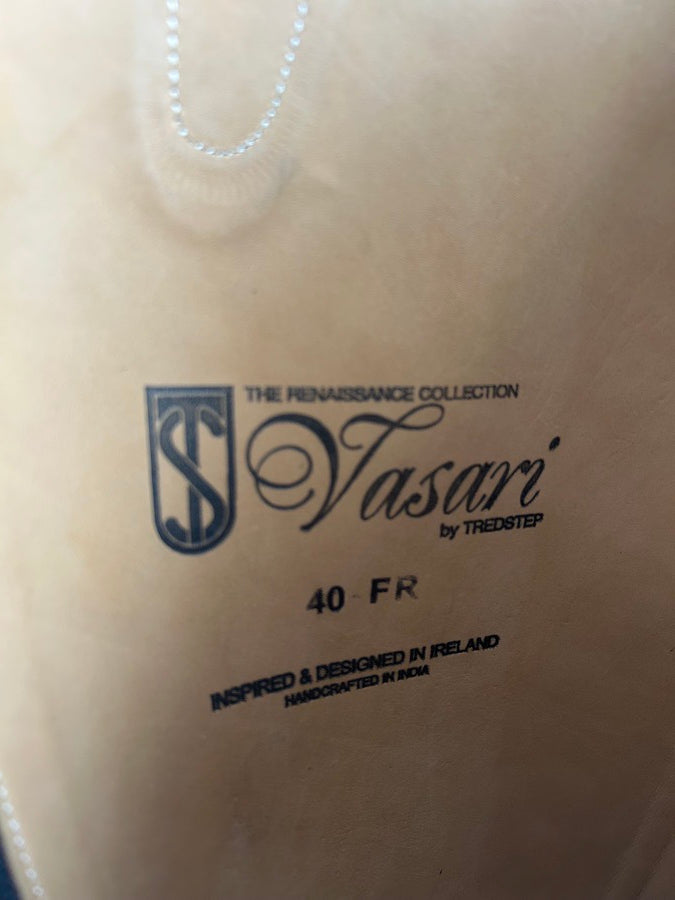 TS
THE RENAISSANCE COLLECTION
Vasari
by TREDSTEP
40 - FR
INSPIRED & DESIGNED IN IRELAND
HANDCRAFTED IN INDIA